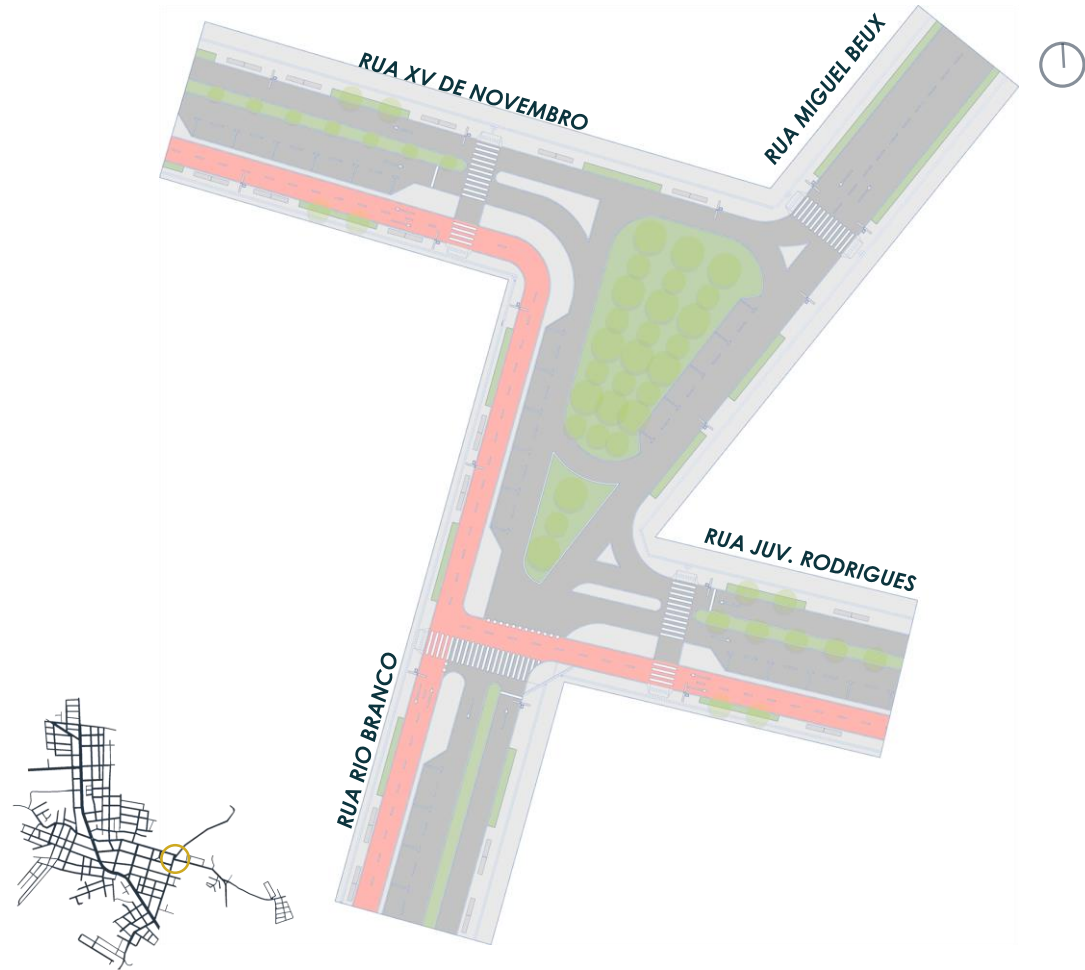 RUA XV DE NOVEMBRO
RUA MIGUEL BEUX
RUA JUV. RODRIGUES
RUA RIO BRANCO